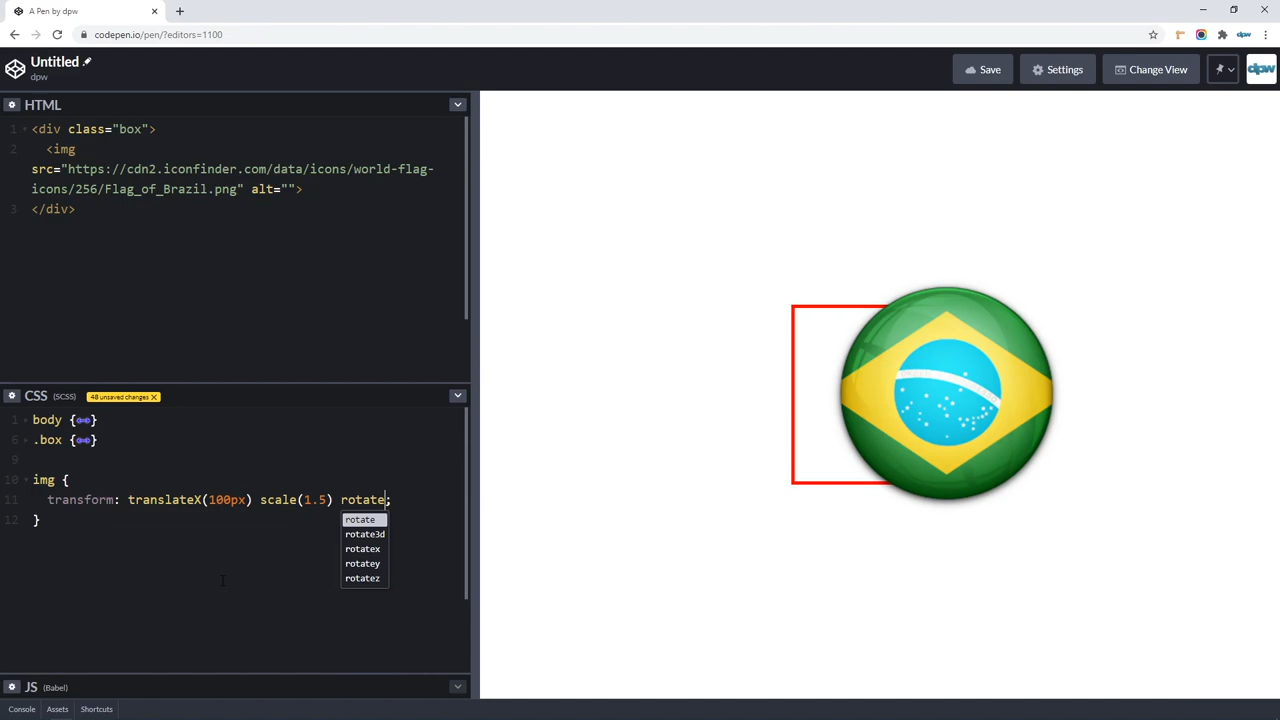 A Pen by dpw
codepen.io/pen/?editors=1100
dpw
Untitled
dpw
Save
Settings
Change View
dpw
HTML
1 <div class="box">
2 <img
src="https://cdn2.iconfinder.com/data/icons/world-flag-
icons/256/Flag_of_Brazil.png" alt="">
3 </div>
CSS (SCSS) 48 unsaved changes X
1 body {}
6 .box {}
9
10 img {
11 transform: translateX(100px) scale(1.5) rotate;
12 }
rotate
rotate3d
rotatex
rotatey
rotatez
JS (Babel)
Console Assets Shortcuts